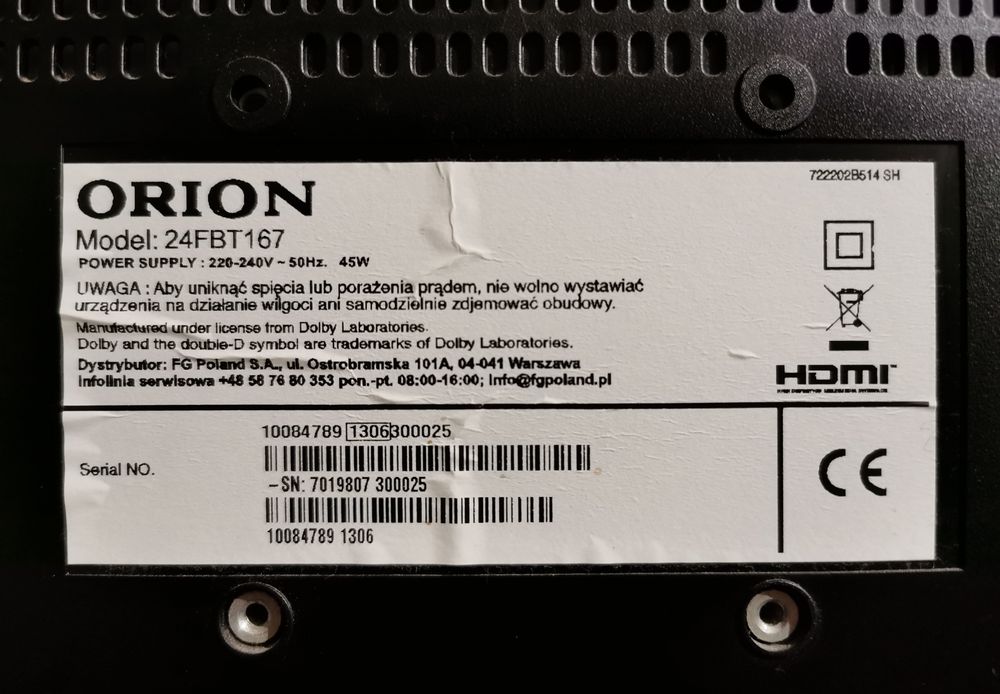 722202B514 SH
ORION
Model: 24FBT167
POWER SUPPLY : 220-240V ~ 50Hz. 45W
UWAGA : Aby uniknąć spięcia lub porażenia prądem, nie wolno wystawiać
urządzenia na działanie wilgoci ani samodzielnie zdjemować obudowy.
Manufactured under license from Dolby Laboratories.
Dolby and the double-D symbol are trademarks of Dolby Laboratories.
Dystrybutor: FG Poland S.A., ul. Ostrobramska 101A, 04-041 Warszawa
Infolinia serwisowa +48 58 76 80 353 pon.-pt. 08:00-16:00; Info@fgpoland.pl
HDMI™
10084789 1306300025
Serial NO.
-SN: 7019807 300025
10084789 1306
CE